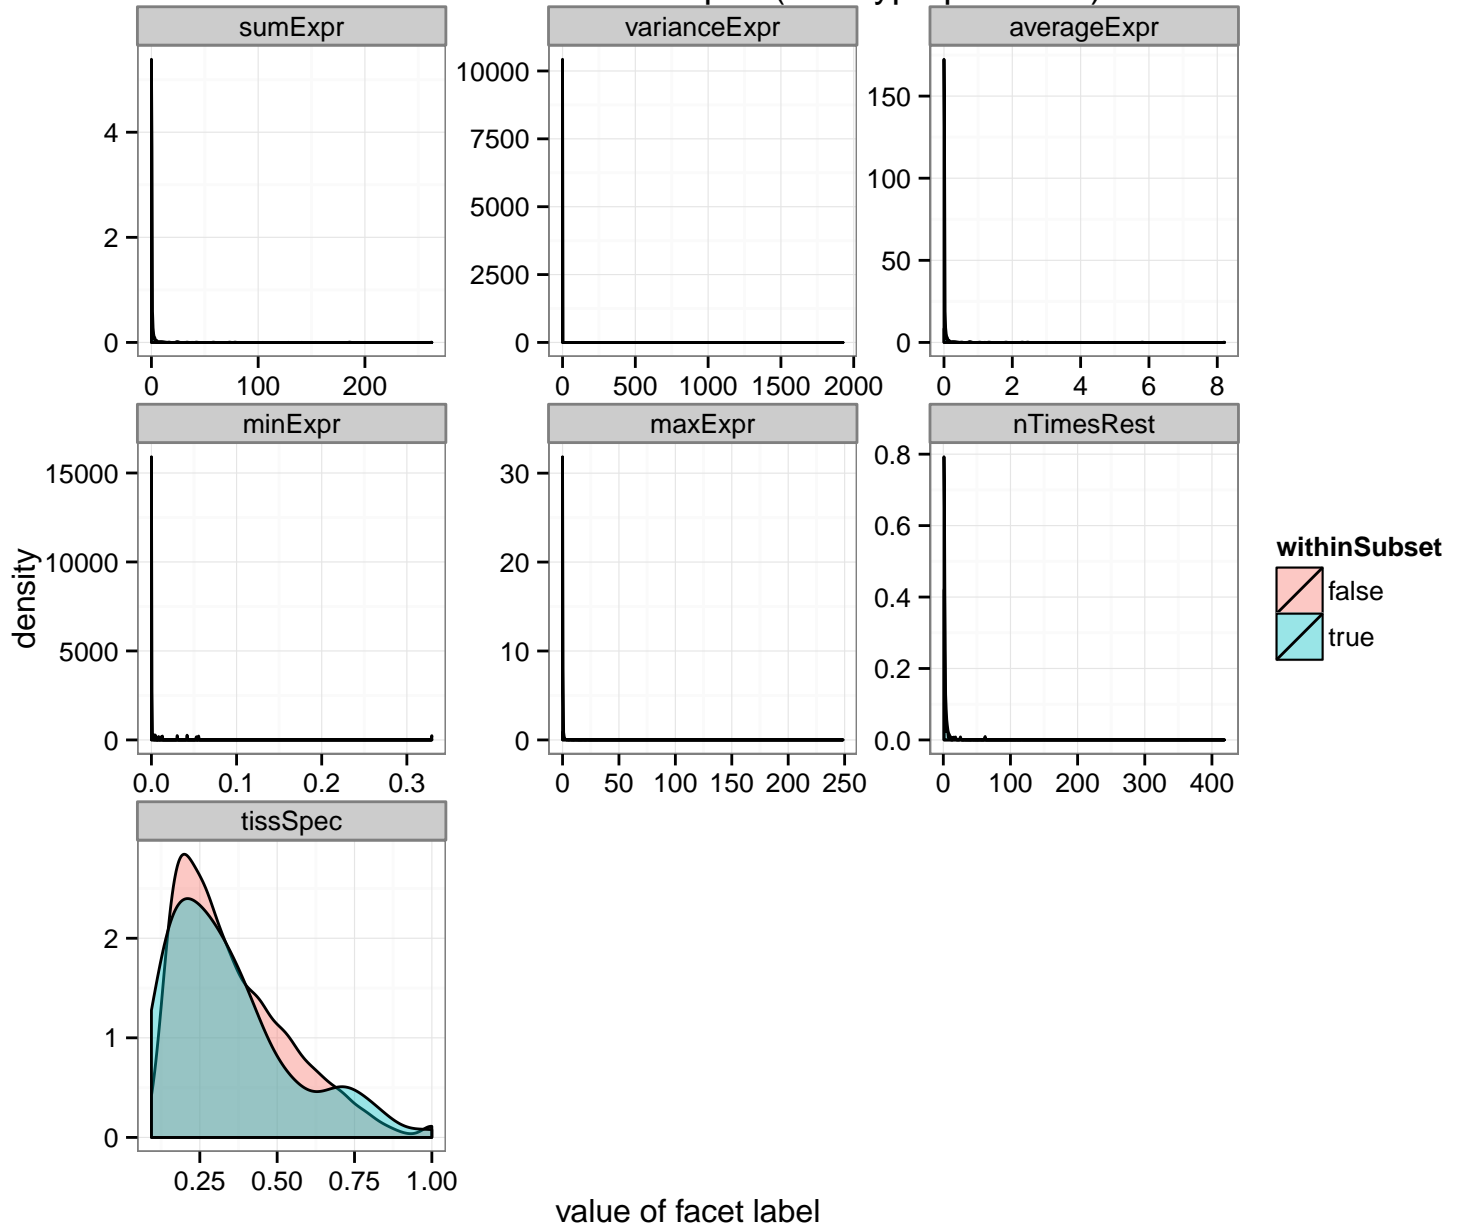 sumExpr varianceExpr averageExpr
4
2
0
0 100 200
10000
7500
5000
2500
0
0 500 1000 1500 2000
150
100
50
0
0 2 4 6 8
minExpr maxExpr nTimesRest
15000
10000
5000
0
0.0 0.1 0.2 0.3
30
20
10
0
0 50 100 150 200 250
0.8
0.6
0.4
0.2
0.0
0 100 200 300 400
density
tissSpec
2
1
0
0.25 0.50 0.75 1.00
value of facet label
withinSubset
false
true